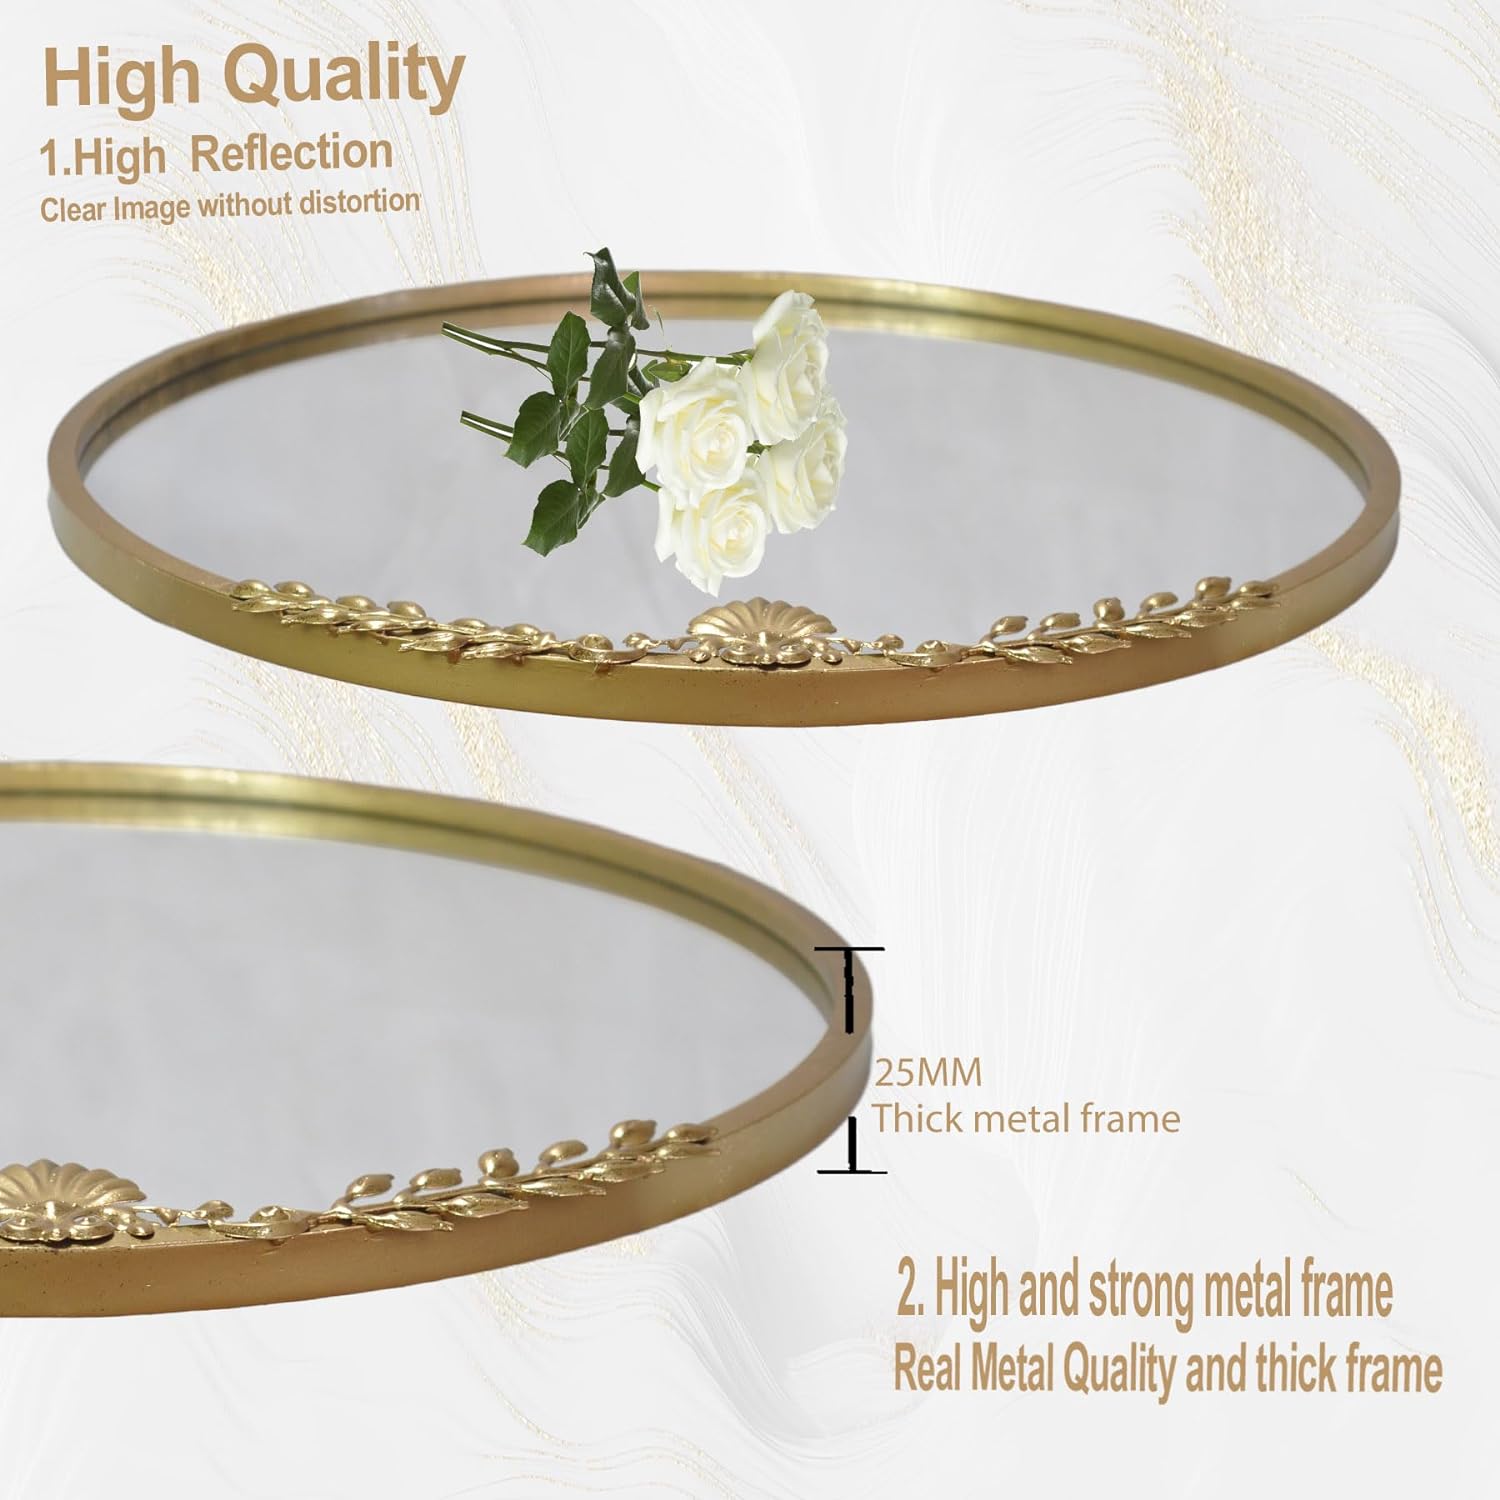 High Quality
1.High Reflection
Clear Image without distortion
25MM
Thick metal frame
2. High and strong metal frame
Real Metal Quality and thick frame